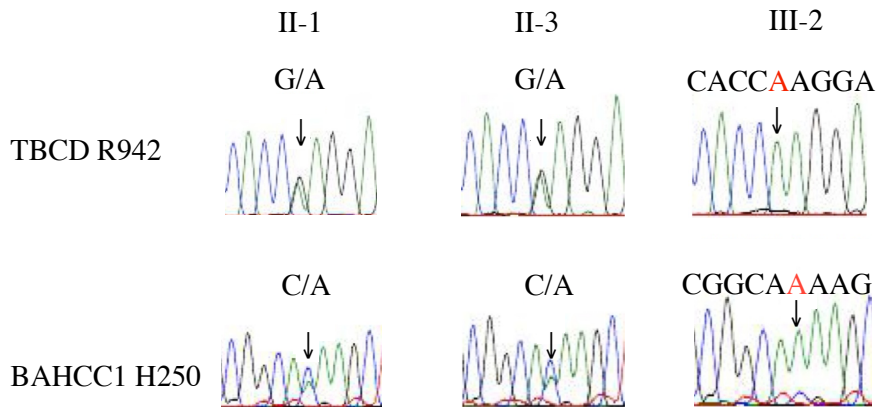 II-1 II-3 III-2
G/A G/A CACCAAGGA
TBCD R942
C/A C/A CGGCAAAAG
BAHCC1 H250